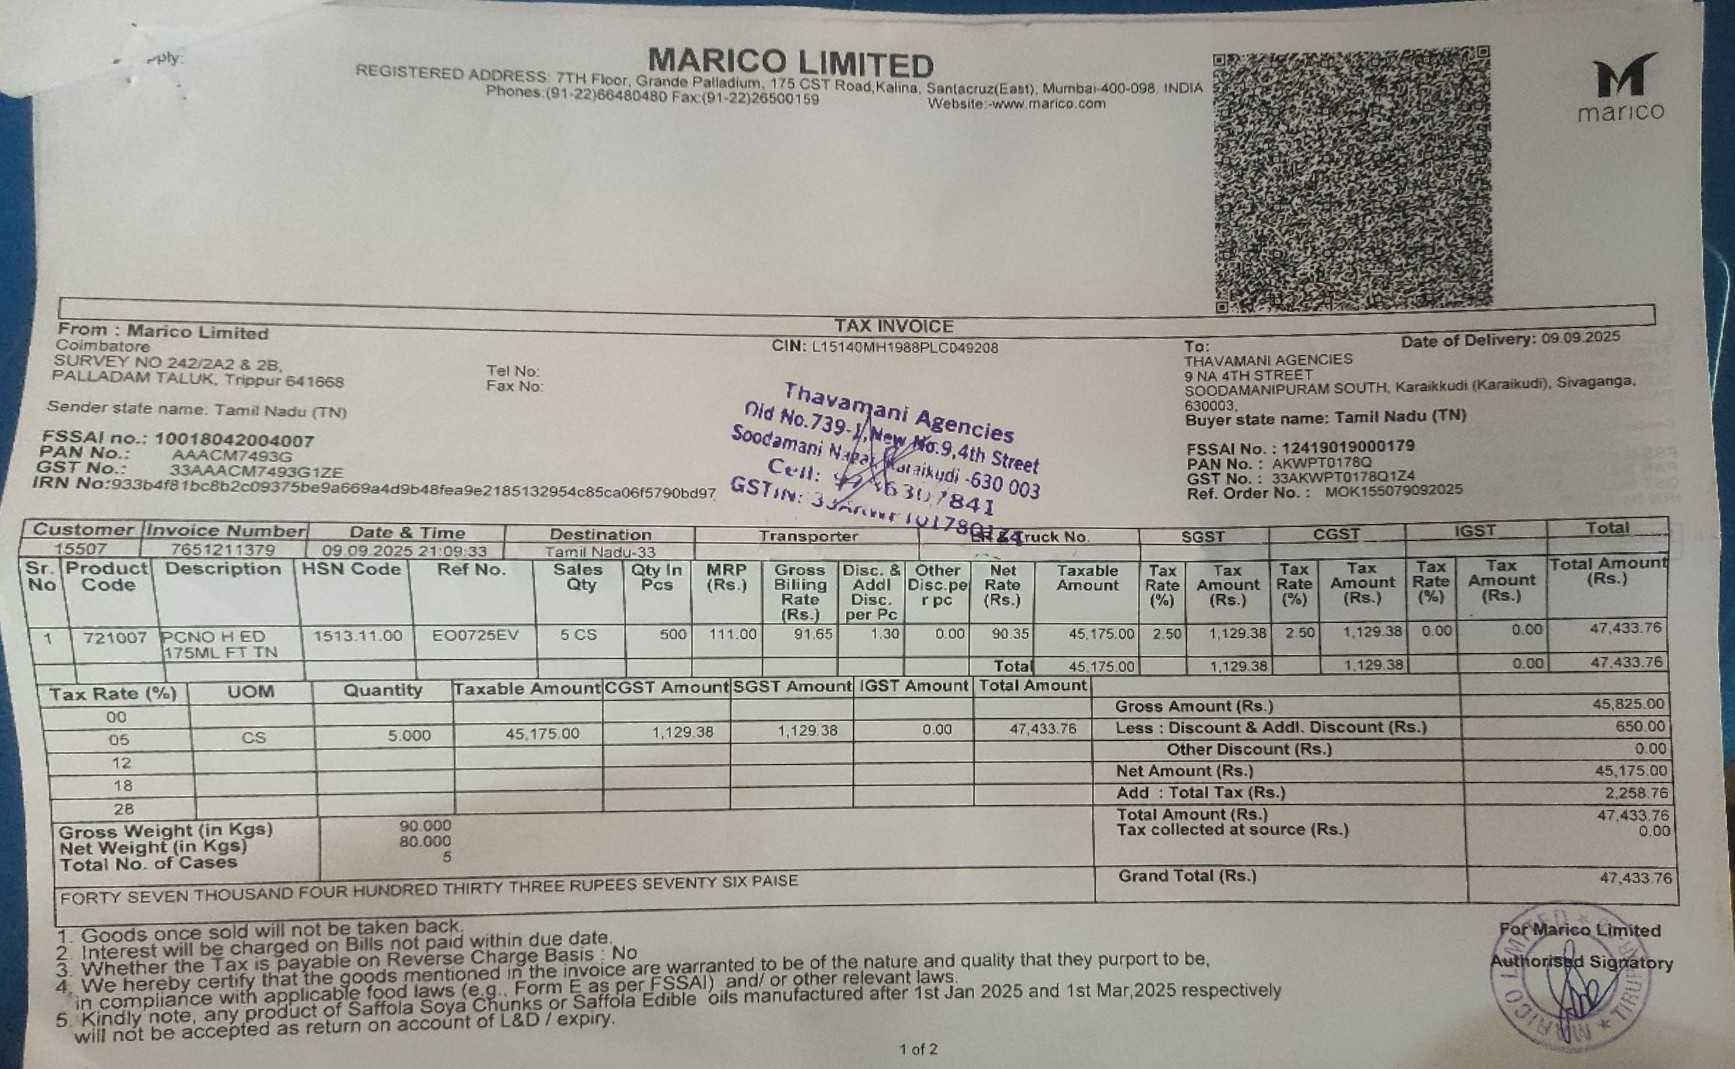 ply:
MARICO LIMITED
REGISTERED ADDRESS: 7TH Floor, Grande Palladium, 175 CST Road,Kalina, Santacruz(East), Mumbai-400-098, INDIA
Phones:(91-22)66480480 Fax:(91-22)26500159 Website:-www.marico.com
marico
TAX INVOICE
CIN: L15140MH1988PLC049208
From : Marico Limited
Coimbatore
SURVEY NO 242/2A2 & 2B,
PALLADAM TALUK, Trippur 641668
Tel No:
Fax No:
Sender state name. Tamil Nadu (TN)
FSSAI no.: 10018042004007
PAN No.: AAACM7493G
GST No.: 33AAACM7493G1ZE
IRN No:933b4f81bc8b2c09375be9a669a4d9b48fea9e2185132954c85ca06f5790bd97
Thavamani Agencies
Old No.739-1,New No.9,4th Street
Soodamani Nagar Karaikudi -630 003
Cell:
GSTIN:
To: Date of Delivery: 09.09.2025
THAVAMANI AGENCIES
9 NA 4TH STREET
SOODAMANIPURAM SOUTH, Karaikkudi (Karaikudi), Sivaganga,
630003,
Buyer state name: Tamil Nadu (TN)
FSSAI No. : 12419019000179
PAN No. : AKWPT0178Q
GST No. : 33AKWPT0178Q1Z4
Ref. Order No. : MOK155079092025
Customer Invoice Number Date & Time Destination Transporter Truck No. SGST CGST IGST Total
15507 7651211379 09.09.2025 21:09:33 Tamil Nadu-33
Sr. No Product Code Description HSN Code Ref No. Sales Qty Qty In Pcs MRP (Rs.) Gross Billing Rate (Rs.) Disc. & Addl Disc. per Pc Other Disc.pe r pc Net Rate (Rs.) Taxable Amount Tax Rate (%) Tax Amount (Rs.) Tax Rate (%) Tax Amount (Rs.) Tax Rate (%) Tax Amount (Rs.) Total Amount (Rs.)
1 721007 PCNO H ED 175ML FT TN 1513.11.00 EO0725EV 5 CS 500 111.00 91.65 1.30 0.00 90.35 45,175.00 2.50 1,129.38 2.50 1,129.38 0.00 0.00 47,433.76
Total 45,175.00 1,129.38 1,129.38 0.00 47,433.76
Tax Rate (%) UOM Quantity Taxable Amount CGST Amount SGST Amount IGST Amount Total Amount
00
05 CS 5.000 45,175.00 1,129.38 1,129.38 0.00 47,433.76
12
18
28
Gross Amount (Rs.) 45,825.00
Less : Discount & Addl. Discount (Rs.) 650.00
Other Discount (Rs.) 0.00
Net Amount (Rs.) 45,175.00
Add : Total Tax (Rs.) 2,258.76
Total Amount (Rs.) 47,433.76
Tax collected at source (Rs.) 0.00
Gross Weight (in Kgs) 90.000
Net Weight (in Kgs) 80.000
Total No. of Cases 5
Grand Total (Rs.) 47,433.76
FORTY SEVEN THOUSAND FOUR HUNDRED THIRTY THREE RUPEES SEVENTY SIX PAISE
1. Goods once sold will not be taken back.
2. Interest will be charged on Bills not paid within due date.
3. Whether the Tax is payable on Reverse Charge Basis : No
4. We hereby certify that the goods mentioned in the invoice are warranted to be of the nature and quality that they purport to be,
in compliance with applicable food laws (e.g., Form E as per FSSAI) and/ or other relevant laws.
5. Kindly note, any product of Saffola Soya Chunks or Saffola Edible oils manufactured after 1st Jan 2025 and 1st Mar,2025 respectively
will not be accepted as return on account of L&D / expiry.
For Marico Limited
Authorised Signatory
MARICO LIMITED
1 of 2